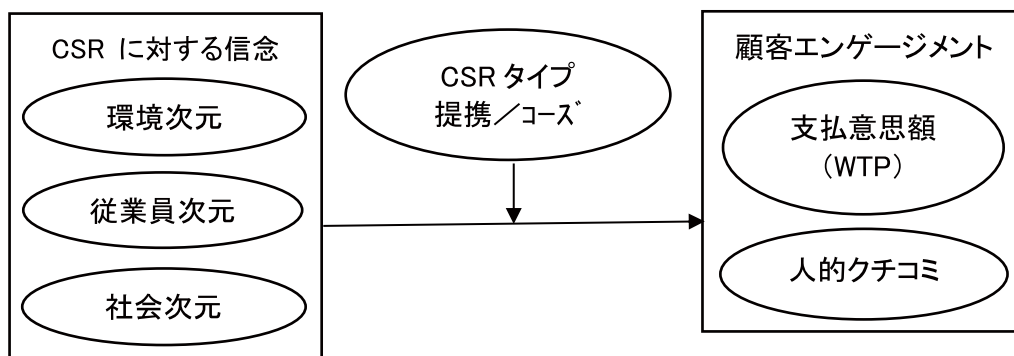 CSR に対する信念
環境次元
従業員次元
社会次元
CSR タイプ
提携／コーズ
顧客エンゲージメント
支払意思額
（WTP）
人的クチコミ